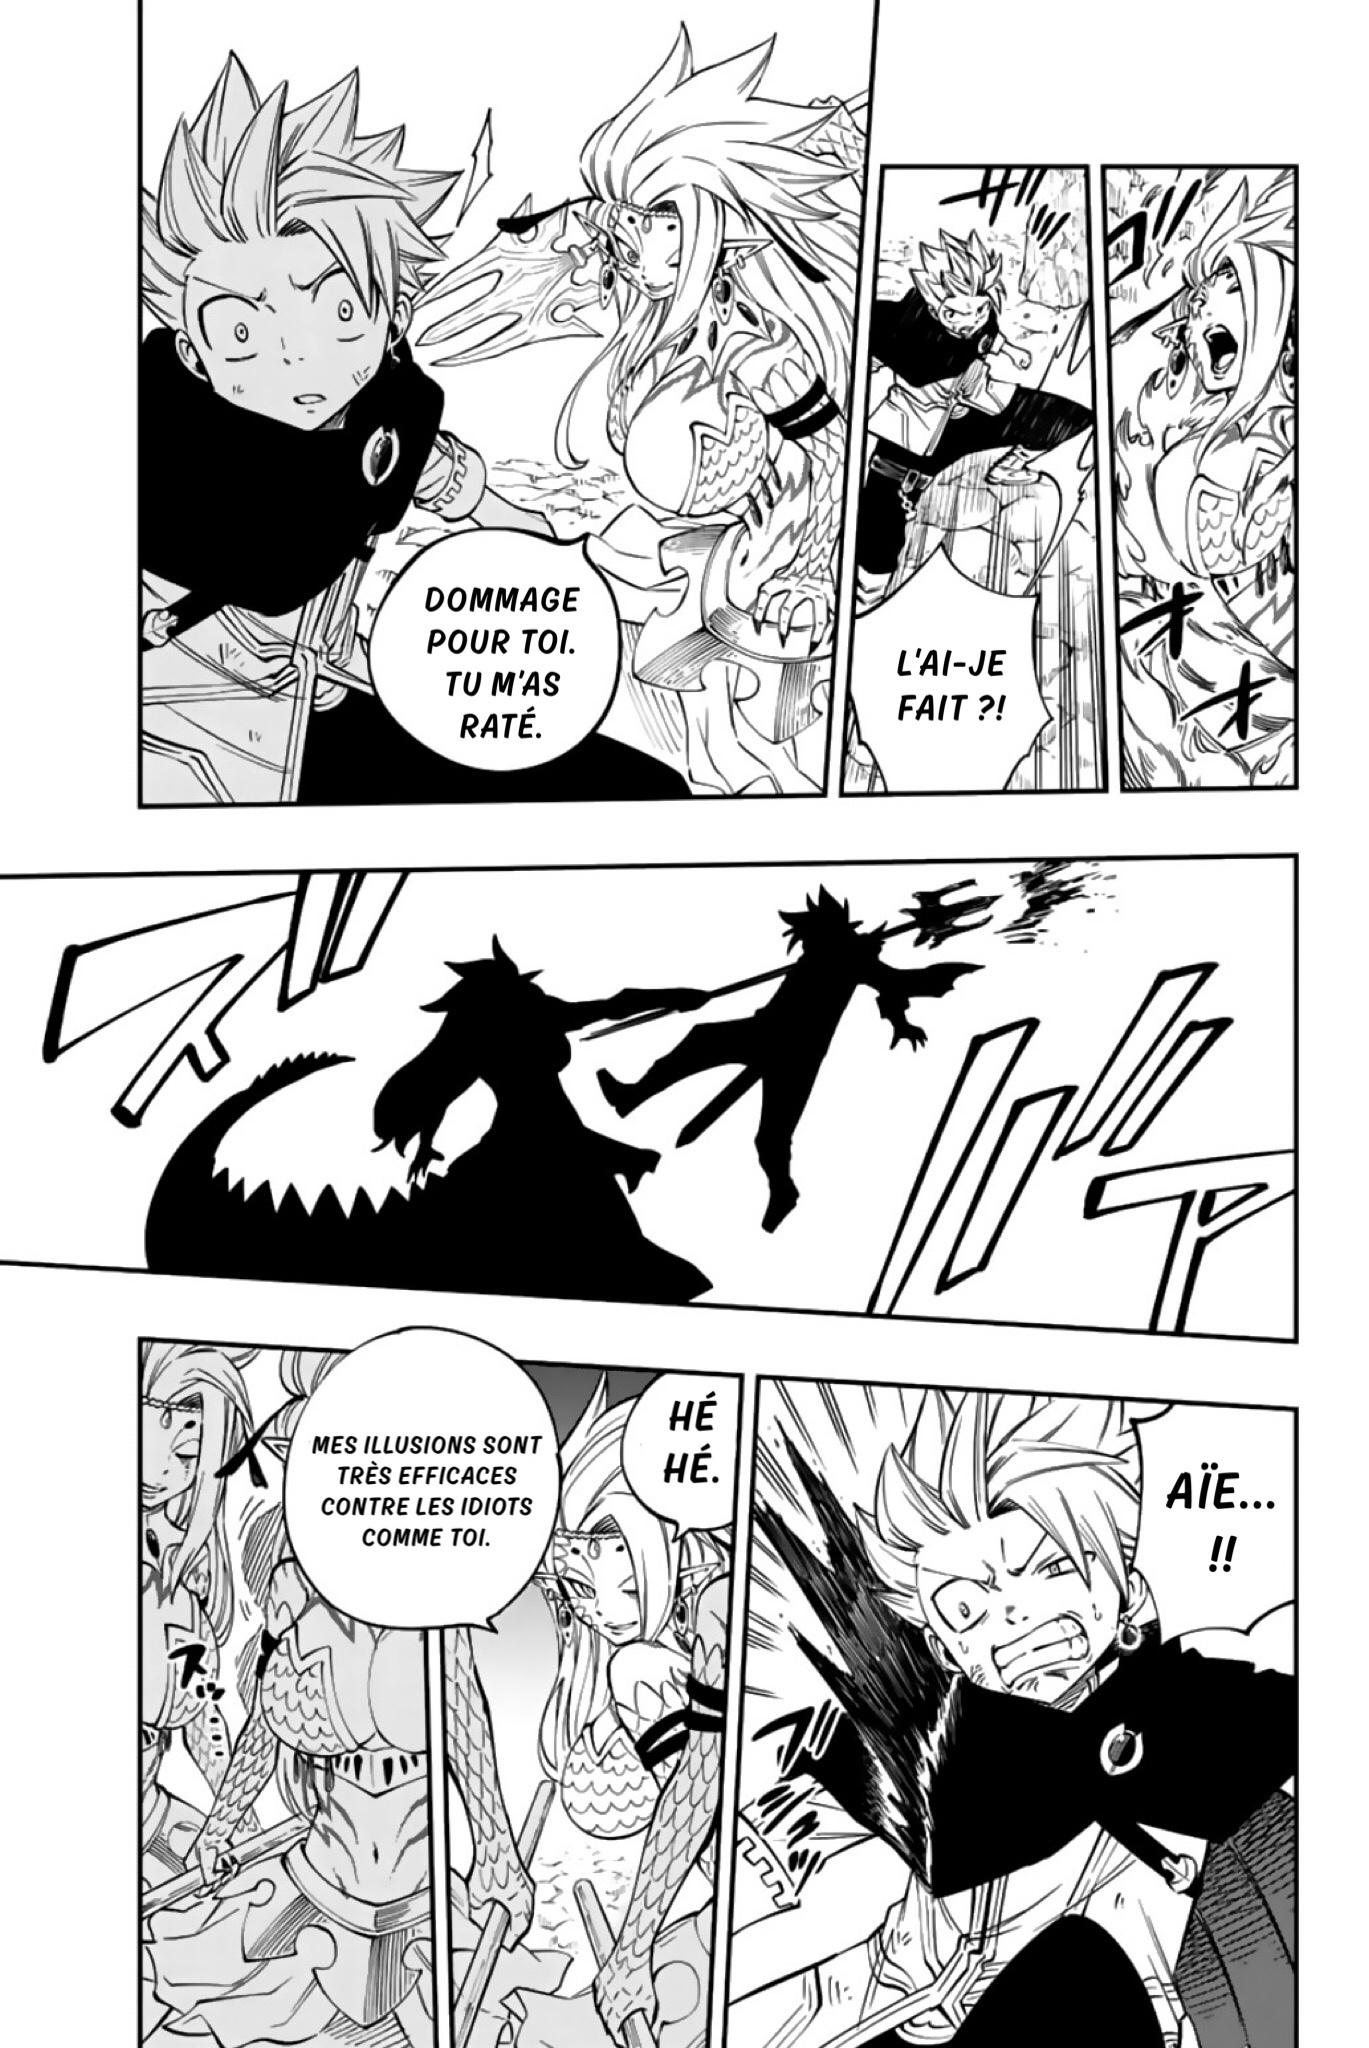 L'AI-JE
FAIT ?!
DOMMAGE
POUR TOI.
TU M'AS
RATÉ.
AÏE...
!!
HÉ
HÉ.
MES ILLUSIONS SONT
TRÈS EFFICACES
CONTRE LES IDIOTS
COMME TOI.